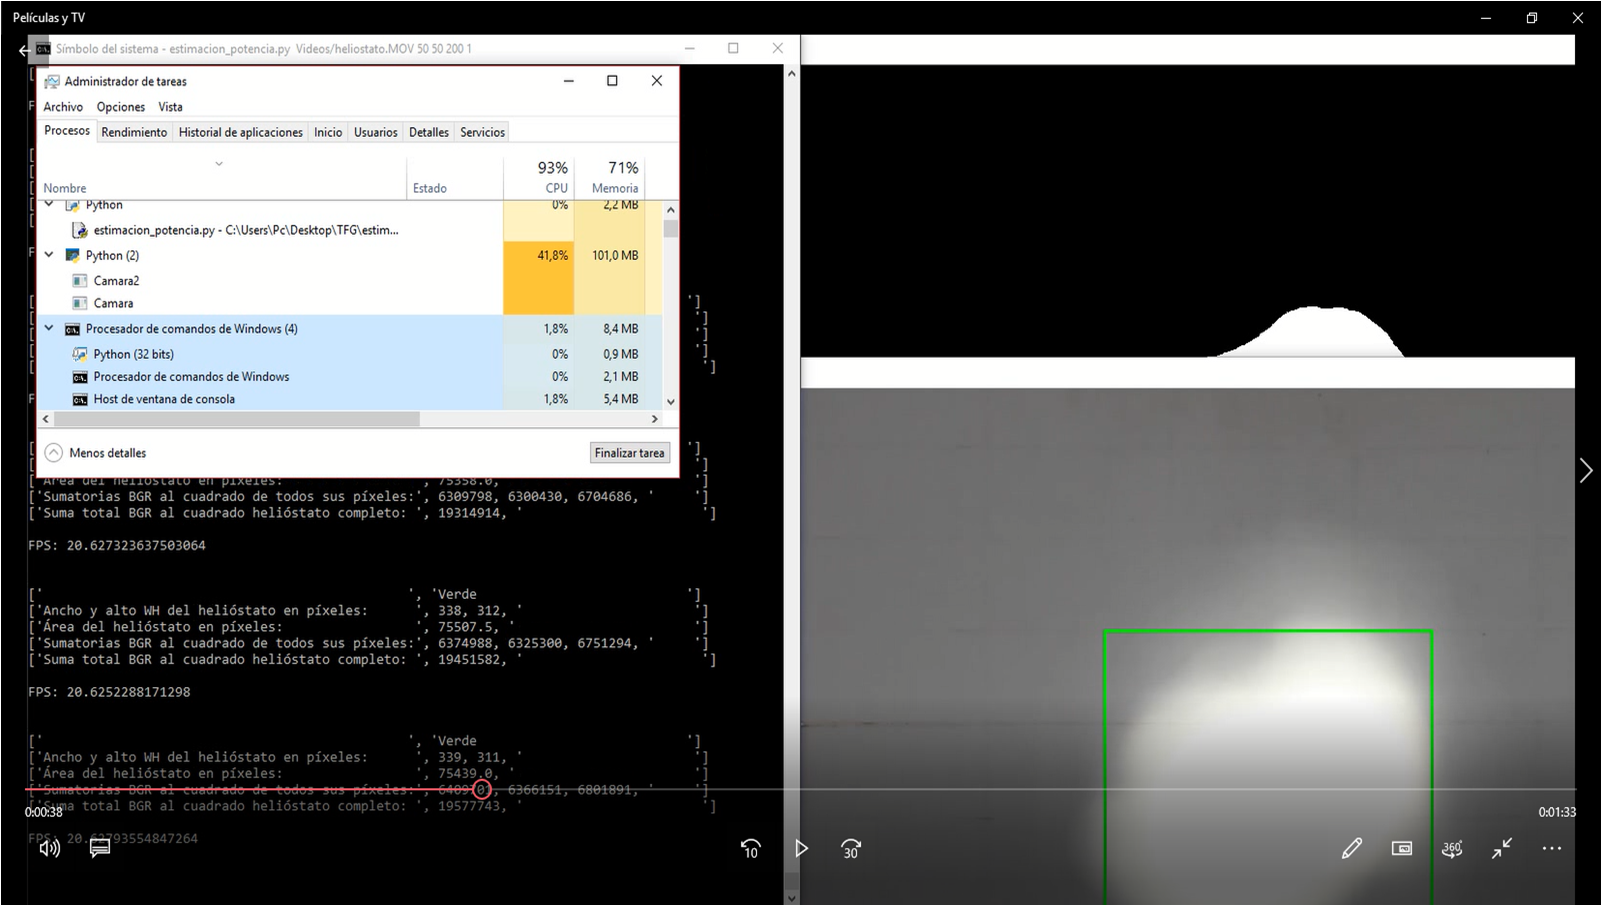 Películas y TV
Símbolo del sistema - estimacion_potencia.py Videos/heliostato.MOV 50 50 200 1
Administrador de tareas
Archivo Opciones Vista
Procesos Rendimiento Historial de aplicaciones Inicio Usuarios Detalles Servicios
93% 71%
Nombre Estado CPU Memoria
Python 0% 2,2 MB
estimacion_potencia.py - C:\Users\Pc\Desktop\TFG\estim...
Python (2) 41,8% 101,0 MB
Camara2
Camara
Procesador de comandos de Windows (4) 1,8% 8,4 MB
Python (32 bits) 0% 0,9 MB
Procesador de comandos de Windows 0% 2,1 MB
Host de ventana de consola 1,8% 5,4 MB
Menos detalles Finalizar tarea
['Área del helióstato en píxeles: ', 75358.0, '
['Sumatorias BGR al cuadrado de todos sus píxeles:', 6309798, 6300430, 6704686, ' ']
['Suma total BGR al cuadrado helióstato completo: ', 19314914, ' ']
FPS: 20.627323637503064
[' ', 'Verde ']
['Ancho y alto WH del helióstato en píxeles: ', 338, 312, ' ']
['Área del helióstato en píxeles: ', 75507.5, ' ']
['Sumatorias BGR al cuadrado de todos sus píxeles:', 6374988, 6325300, 6751294, ' ']
['Suma total BGR al cuadrado helióstato completo: ', 19451582, ' ']
FPS: 20.6252288171298
[' ', 'Verde ']
['Ancho y alto WH del helióstato en píxeles: ', 339, 311, ' ']
['Área del helióstato en píxeles: ', 75439.0, ' ']
['Sumatorias BGR al cuadrado de todos sus píxeles:', 6366151, 6801891, ' ']
['Suma total BGR al cuadrado helióstato completo: ', 19577743, ' ']
0:00:38 0:01:33
FPS: 20.62793554847264
10 30 360°